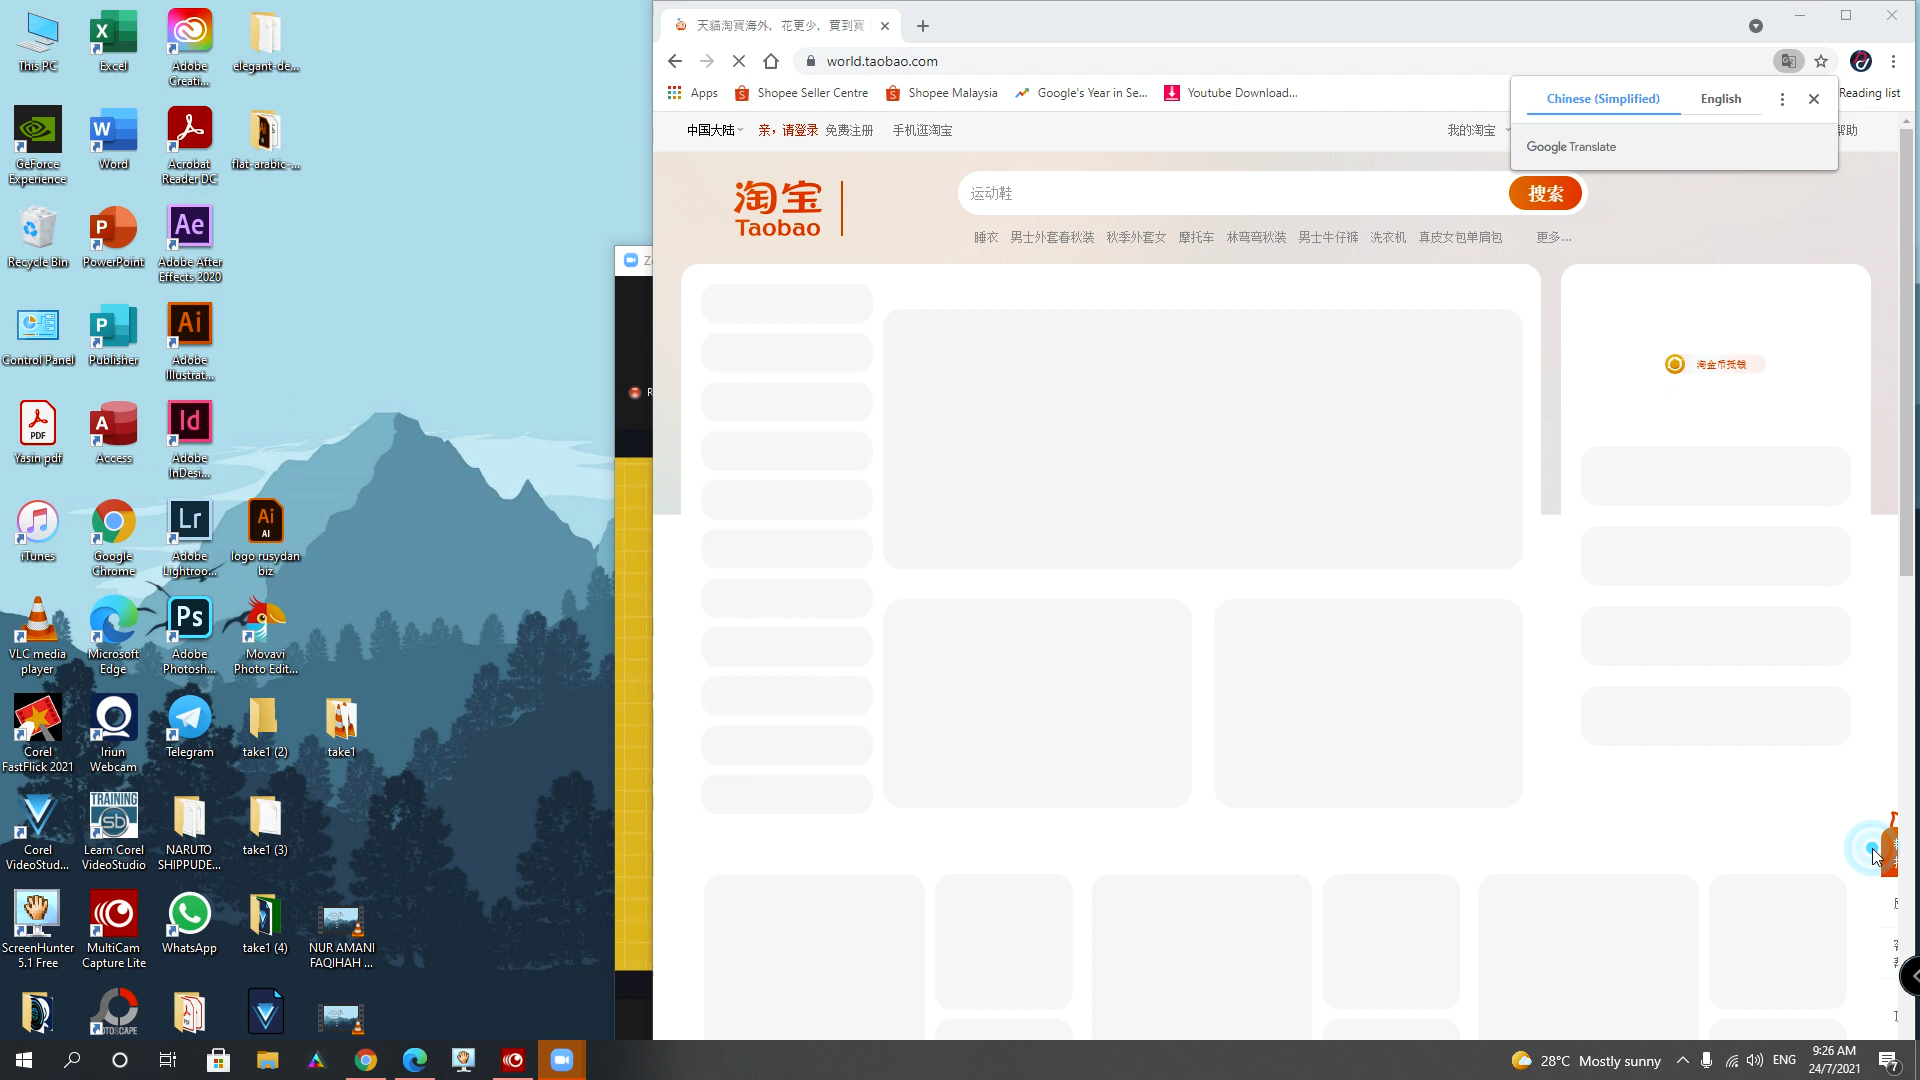 This PC
Excel
Adobe
Creati...
elegant-de...
GeForce
Experience
Word
Acrobat
Reader DC
flat-arabic-...
Recycle Bin
PowerPoint
Adobe After
Effects 2020
Control Panel
Publisher
Adobe
Illustrat...
Yasin pdf
Access
Adobe
InDesi...
iTunes
Google
Chrome
Adobe
Lightroo...
logo rusydan
biz
VLC media
player
Microsoft
Edge
Adobe
Photosh...
Movavi
Photo Edit...
Corel
FastFlick 2021
Iriun
Webcam
Telegram
take1 (2)
take1
Corel
VideoStud...
Learn Corel
VideoStudio
NARUTO
SHIPPUDE...
take1 (3)
ScreenHunter
5.1 Free
MultiCam
Capture Lite
WhatsApp
take1 (4)
NUR AMANI
FAQIHAH ...
天貓淘寶海外，花更少，買到寶
world.taobao.com
Apps
Shopee Seller Centre
Shopee Malaysia
Google's Year in Se...
Youtube Download...
Reading list
Chinese (Simplified)
English
Google Translate
中国大陆
亲，请登录
免费注册
手机逛淘宝
我的淘宝
帮助
淘宝
Taobao
运动鞋
搜索
睡衣 男士外套春秋装 秋季外套女 摩托车 林弯弯秋装 男士牛仔裤 洗衣机 真皮女包单肩包 更多...
淘金币抵钱
28°C Mostly sunny
ENG
9:26 AM
24/7/2021
7